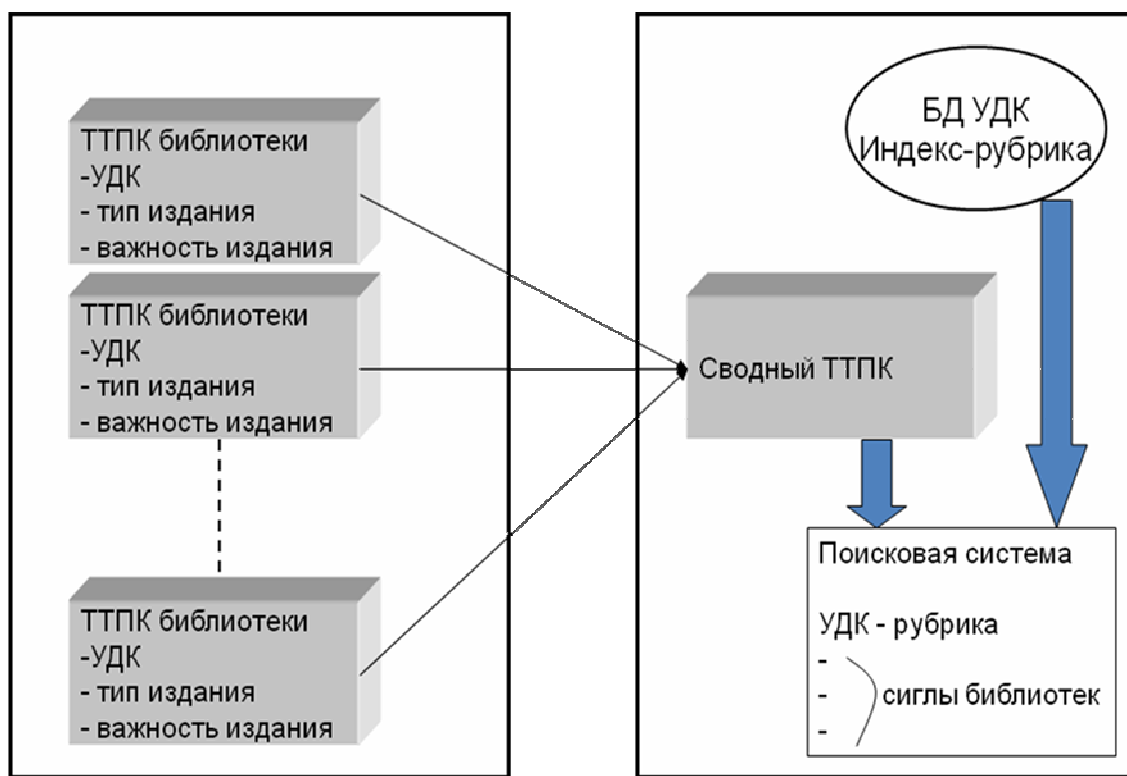 ТТПК библиотеки
-УДК
- тип издания
- важность издания
ТТПК библиотеки
-УДК
- тип издания
- важность издания
ТТПК библиотеки
-УДК
- тип издания
- важность издания
БД УДК
Индекс-рубрика
Сводный ТТПК
Поисковая система
УДК - рубрика
-
- сиглы библиотек
-